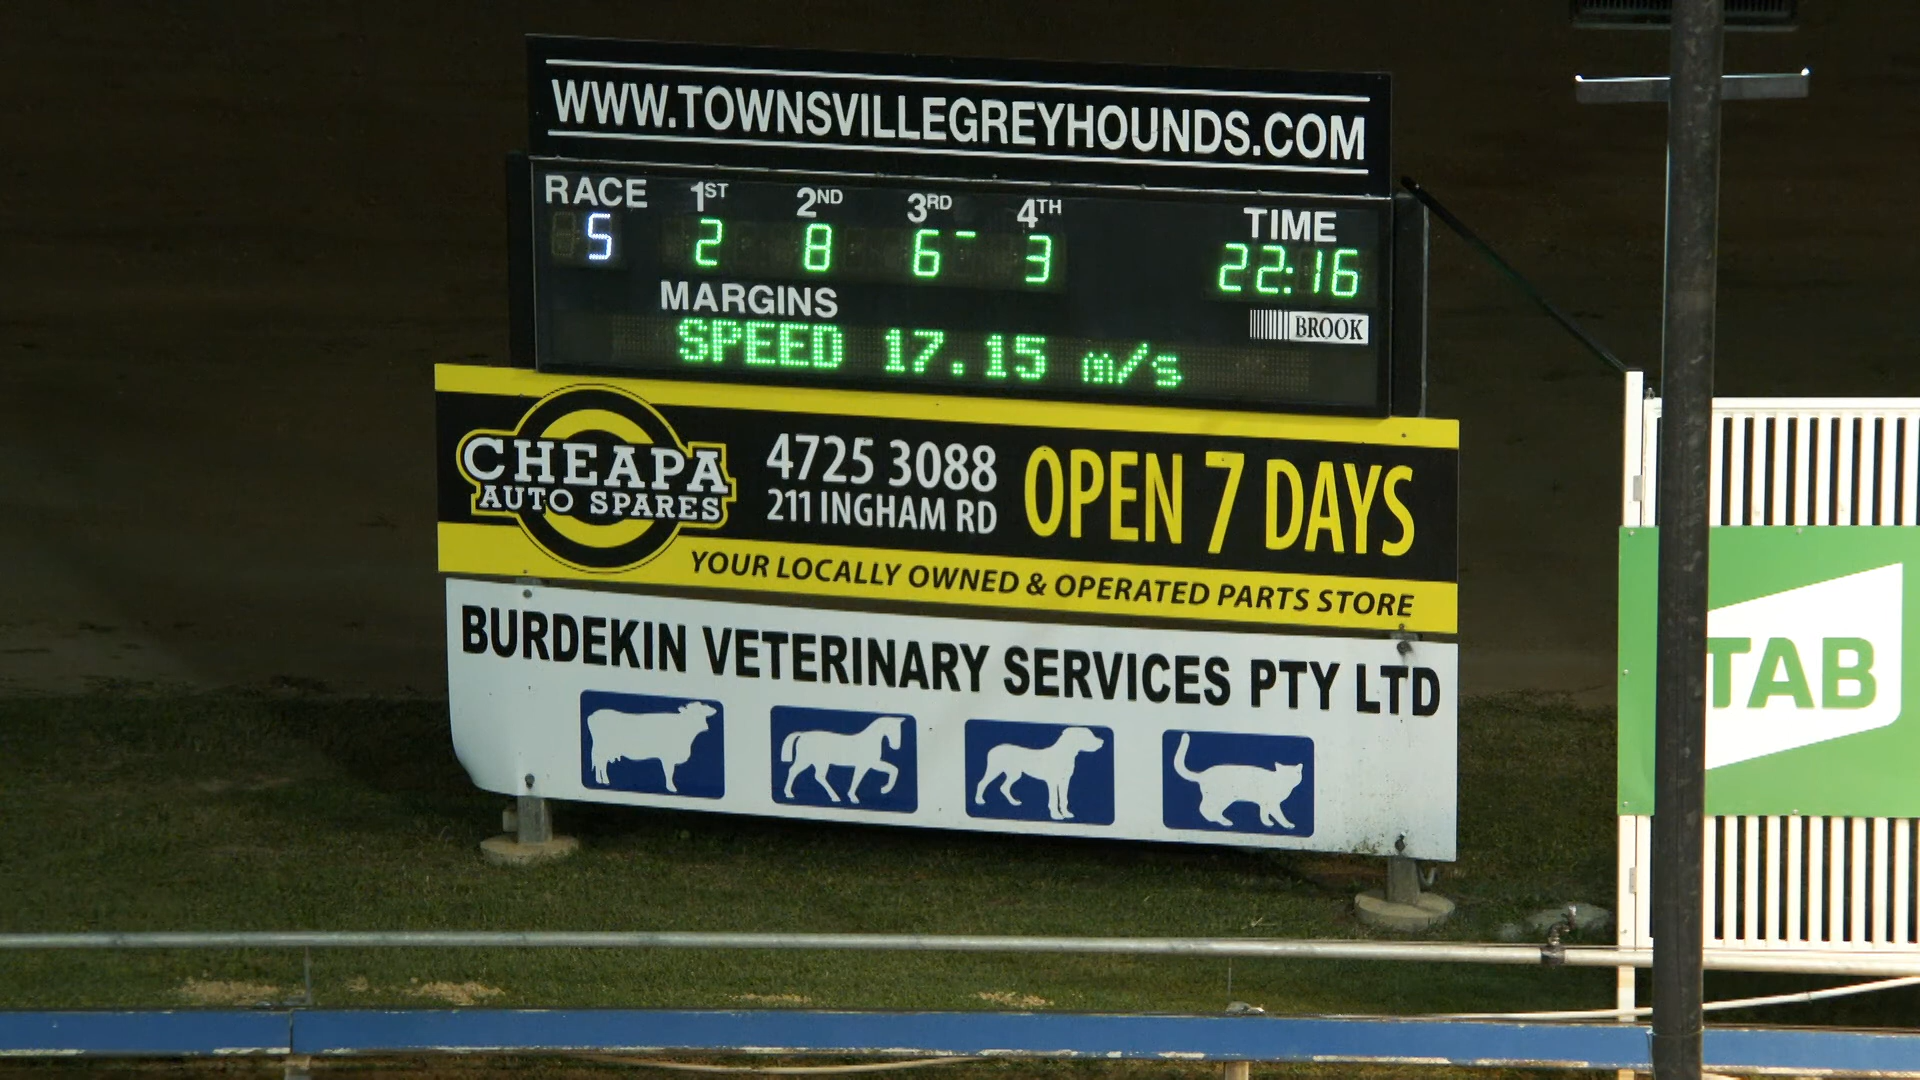 WWW.TOWNSVILLEGREYHOUNDS.COM
RACE 1ST 2ND 3RD 4TH TIME
5 2 8 6 - 3 22:16
MARGINS
BROOK
SPEED 17.15 m/s
CHEAPA
AUTO SPARES
4725 3088
211 INGHAM RD
OPEN 7 DAYS
YOUR LOCALLY OWNED & OPERATED PARTS STORE
BURDEKIN VETERINARY SERVICES PTY LTD
TAB